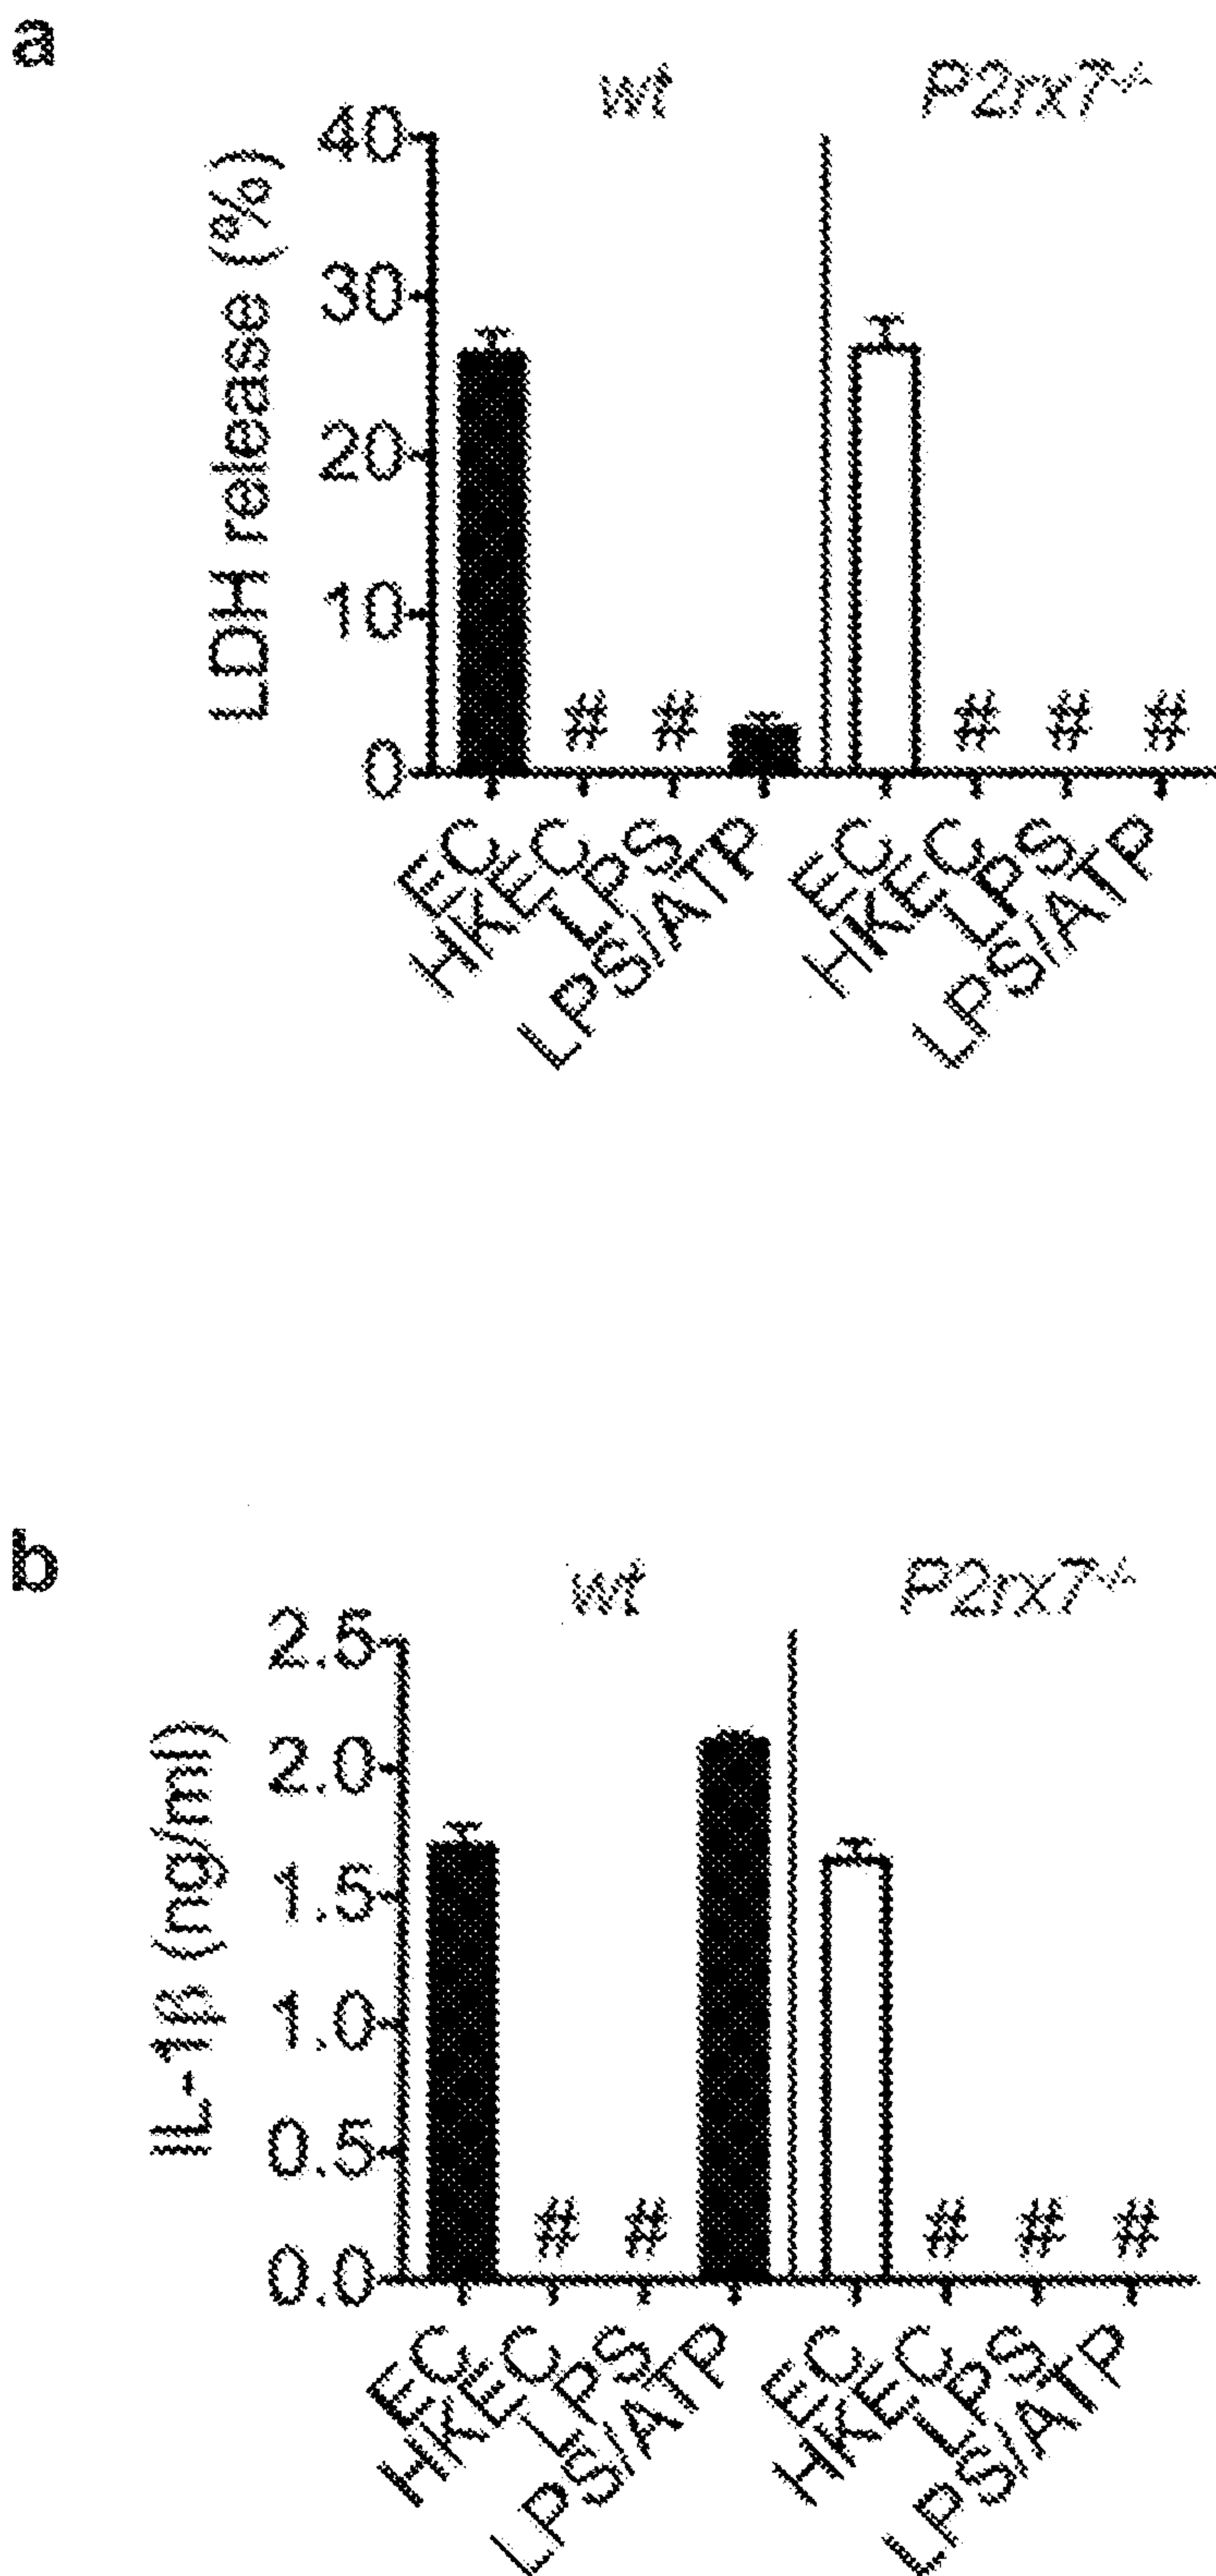 a
wt P2rx7-/-
LDH release (%)
40
30
20
10
0
# # # # #
EC HKEC LPS LPS/ATP EC HKEC LPS LPS/ATP
b
wt P2rx7-/-
IL-1β (ng/ml)
2.5
2.0
1.5
1.0
0.5
0.0
# # # # #
EC HKEC LPS LPS/ATP EC HKEC LPS LPS/ATP